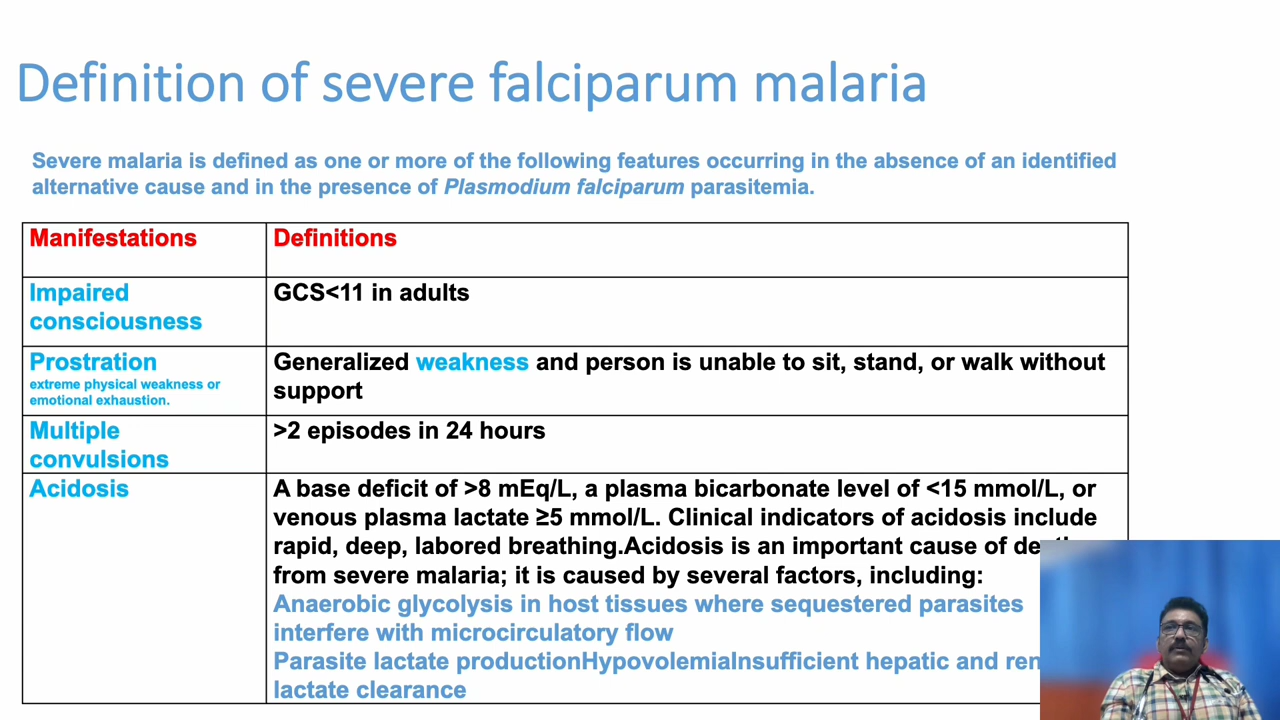 Definition of severe falciparum malaria
Severe malaria is defined as one or more of the following features occurring in the absence of an identified
alternative cause and in the presence of Plasmodium falciparum parasitemia.
Manifestations
Definitions
Impaired
consciousness
GCS<11 in adults
Prostration
extreme physical weakness or
emotional exhaustion.
Generalized weakness and person is unable to sit, stand, or walk without
support
Multiple
convulsions
>2 episodes in 24 hours
Acidosis
A base deficit of >8 mEq/L, a plasma bicarbonate level of <15 mmol/L, or
venous plasma lactate ≥5 mmol/L. Clinical indicators of acidosis include
rapid, deep, labored breathing.Acidosis is an important cause of
from severe malaria; it is caused by several factors, including:
Anaerobic glycolysis in host tissues where sequestered parasites
interfere with microcirculatory flow
Parasite lactate productionHypovolemiaInsufficient hepatic and
lactate clearance